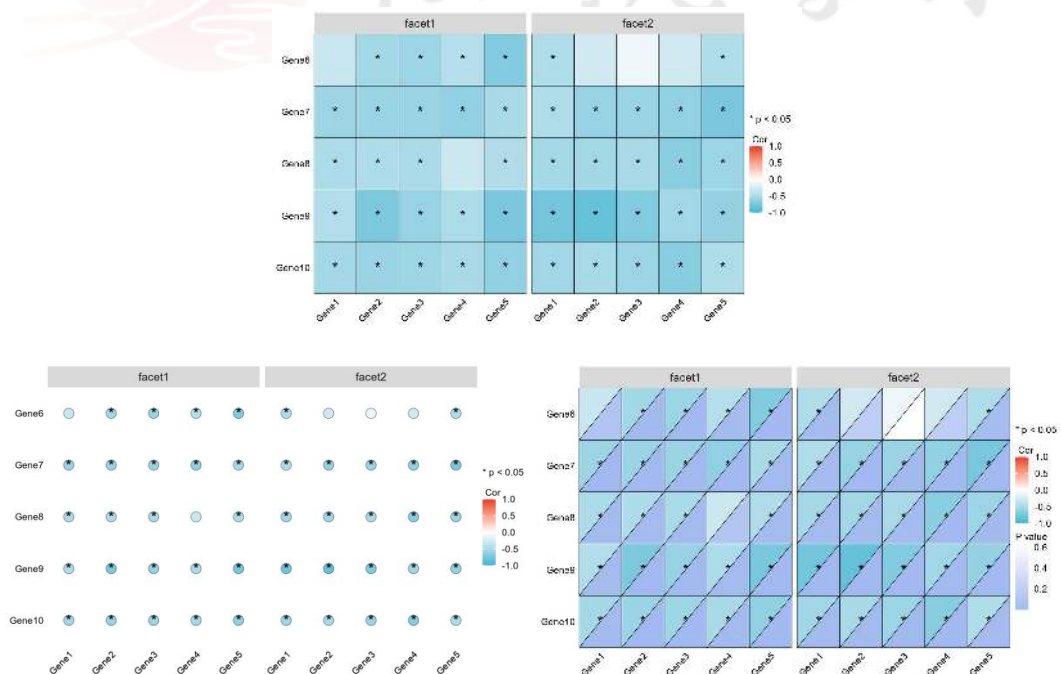 facet1 facet2
Gene6 * * * * * *
Gene7 * * * * * * * * * *
* p < 0.05
Cor
1.0
Gene8 * * * * * * * * *
0.5
0.0
-0.5
Gene9 * * * * * * * * * *
-1.0
Gene10 * * * * * * * * * *
Gene1 Gene2 Gene3 Gene4 Gene5 Gene1 Gene2 Gene3 Gene4 Gene5
facet1 facet2
Gene6 * * * * * *
Gene7 * * * * * * * * * *
* p < 0.05
Cor
1.0
Gene8 * * * * * * * * *
0.5
0.0
-0.5
Gene9 * * * * * * * * * *
-1.0
Gene10 * * * * * * * * * *
Gene1 Gene2 Gene3 Gene4 Gene5 Gene1 Gene2 Gene3 Gene4 Gene5
facet1 facet2
Gene6 * * * * * *
* p < 0.05
Gene7 * * * * * * * * * *
Cor
1.0
0.5
0.0
Gene8 * * * * * * * * *
-0.5
-1.0
P value
0.6
Gene9 * * * * * * * * * *
0.4
0.2
Gene10 * * * * * * * * * *
Gene1 Gene2 Gene3 Gene4 Gene5 Gene1 Gene2 Gene3 Gene4 Gene5